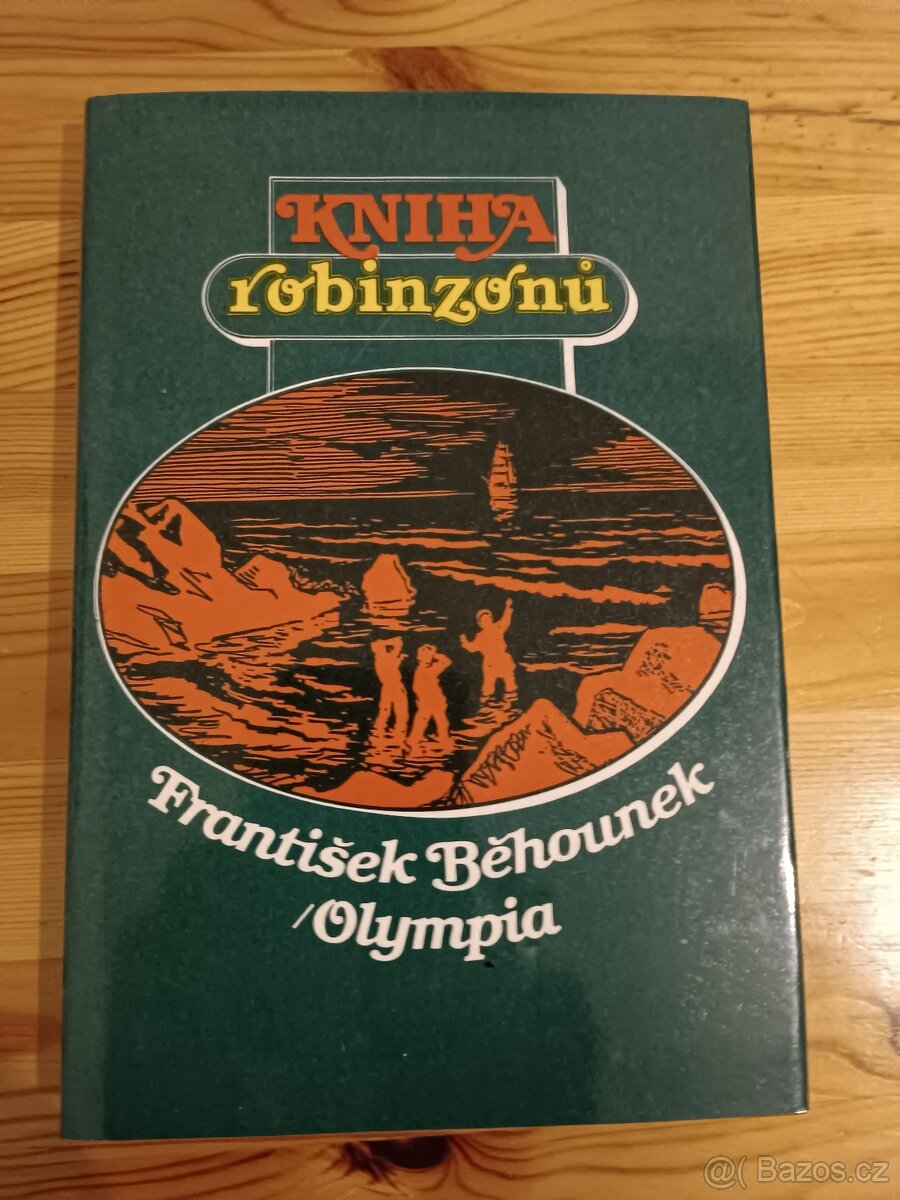 KNIHA
robinzonů
František Běhounek
/Olympia
@( Bazos.cz